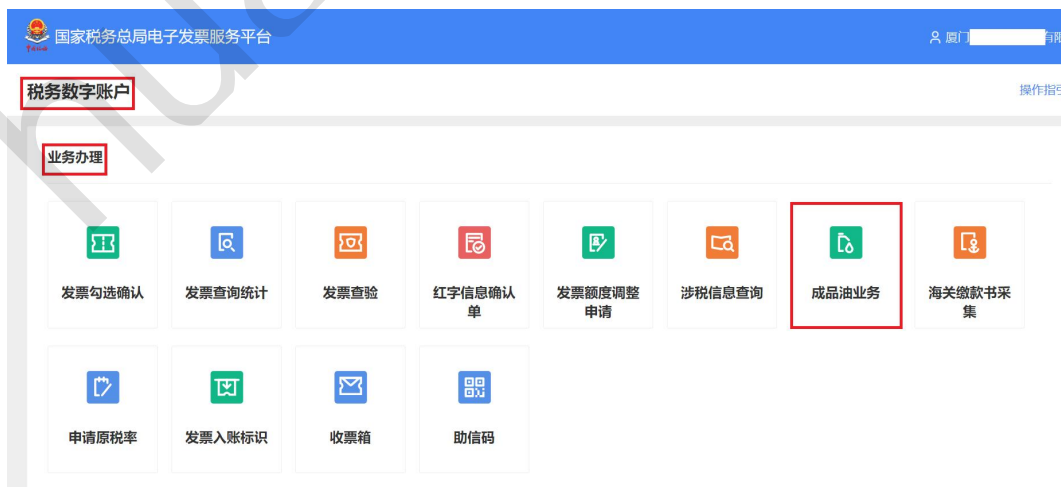 国家税务总局电子发票服务平台
厦门 有限
税务数字账户
操作指引
业务办理
发票勾选确认
发票查询统计
发票查验
红字信息确认
单
发票额度调整
申请
涉税信息查询
成品油业务
海关缴款书采
集
申请原税率
发票入账标识
收票箱
助信码